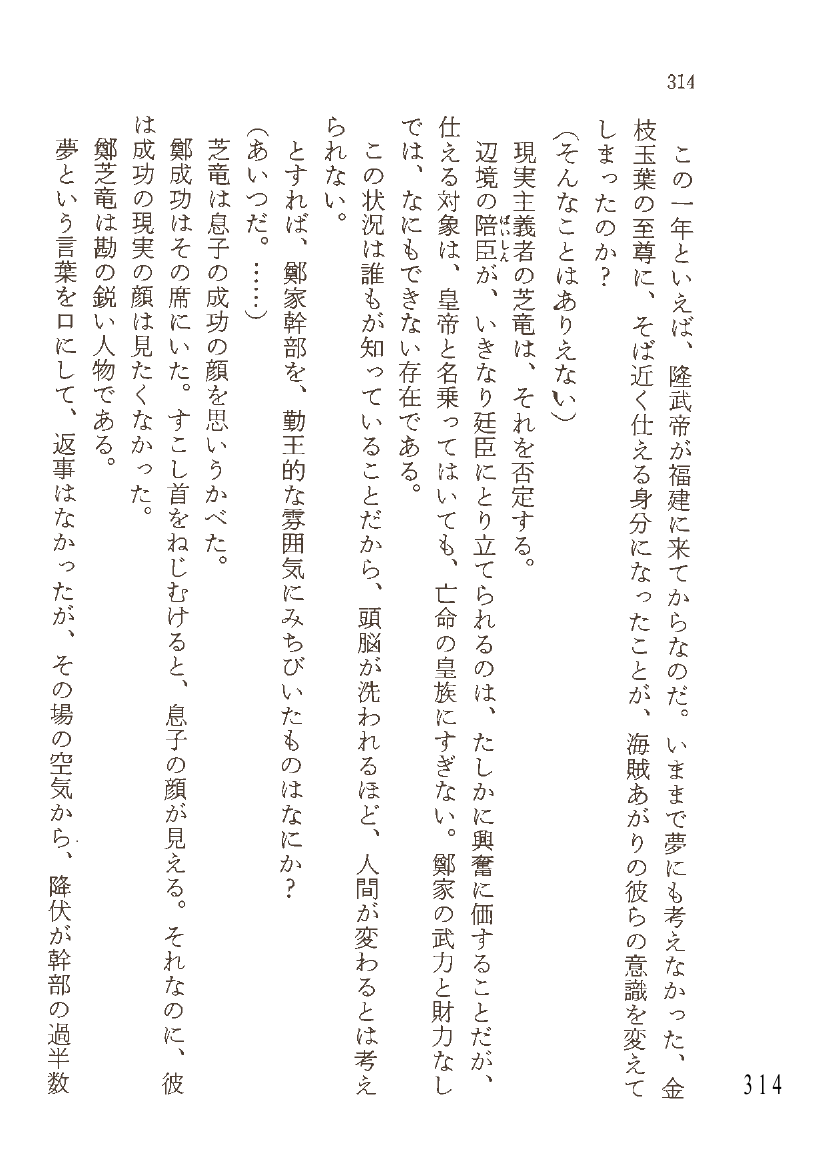 314
この一年といえば、隆武帝が福建に来てからなのだ。いままで夢にも考えなかった、金
枝玉葉の至尊に、そば近く仕える身分になったことが、海賊あがりの彼らの意識を変えて
しまったのか？
（そんなことはありえない）
現実主義者の芝竜は、それを否定する。
辺境の陪臣が、いきなり廷臣にとり立てられるのは、たしかに興奮に価することだが、
ばいしん
仕える対象は、皇帝と名乗ってはいても、亡命の皇族にすぎない。鄭家の武力と財力なし
では、なにもできない存在である。
この状況は誰もが知っていることだから、頭脳が洗われるほど、人間が変わるとは考え
られない。
とすれば、鄭家幹部を、勤王的な雰囲気にみちびいたものはなにか？
（あいつだ。……）
芝竜は息子の成功の顔を思いうかべた。
鄭成功はその席にいた。すこし首をねじむけると、息子の顔が見える。それなのに、彼
は成功の現実の顔は見たくなかった。
鄭芝竜は勘の鋭い人物である。
夢という言葉を口にして、返事はなかったが、その場の空気から、降伏が幹部の過半数
314